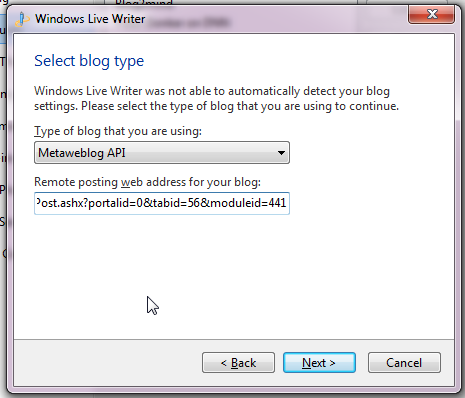 Windows Live Writer
Select blog type
Windows Live Writer was not able to automatically detect your blog
settings. Please select the type of blog that you are using to continue.
Type of blog that you are using:
Metaweblog API
Remote posting web address for your blog:
Post.ashx?portalid=0&tabid=56&moduleid=441
< Back
Next >
Cancel